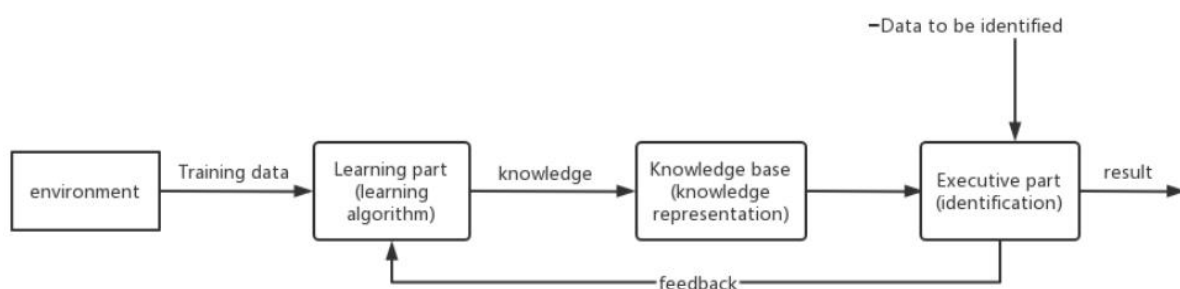 –Data to be identified
environment
Training data
Learning part
(learning
algorithm)
knowledge
Knowledge base
(knowledge
representation)
Executive part
(identification)
result
feedback